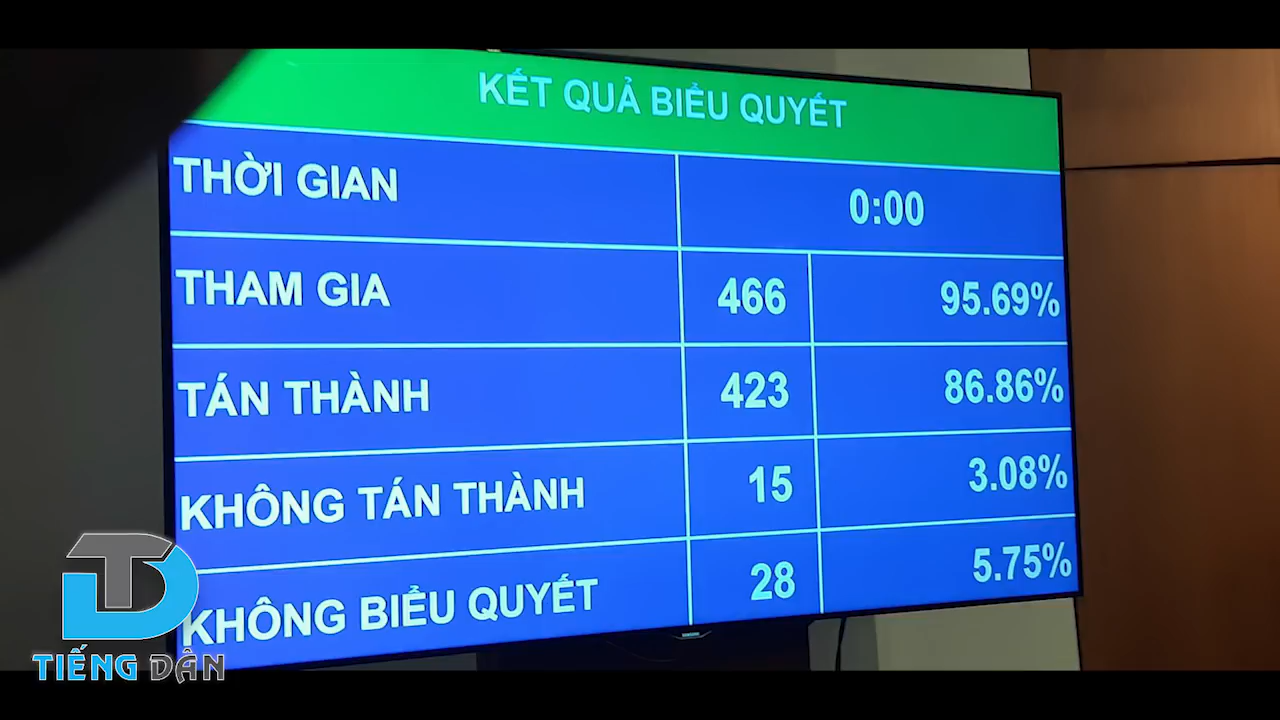 KẾT QUẢ BIỂU QUYẾT
THỜI GIAN 0:00
THAM GIA 466 95.69%
TÁN THÀNH 423 86.86%
KHÔNG TÁN THÀNH 15 3.08%
KHÔNG BIỂU QUYẾT 28 5.75%
TD
TIẾNG DÂN